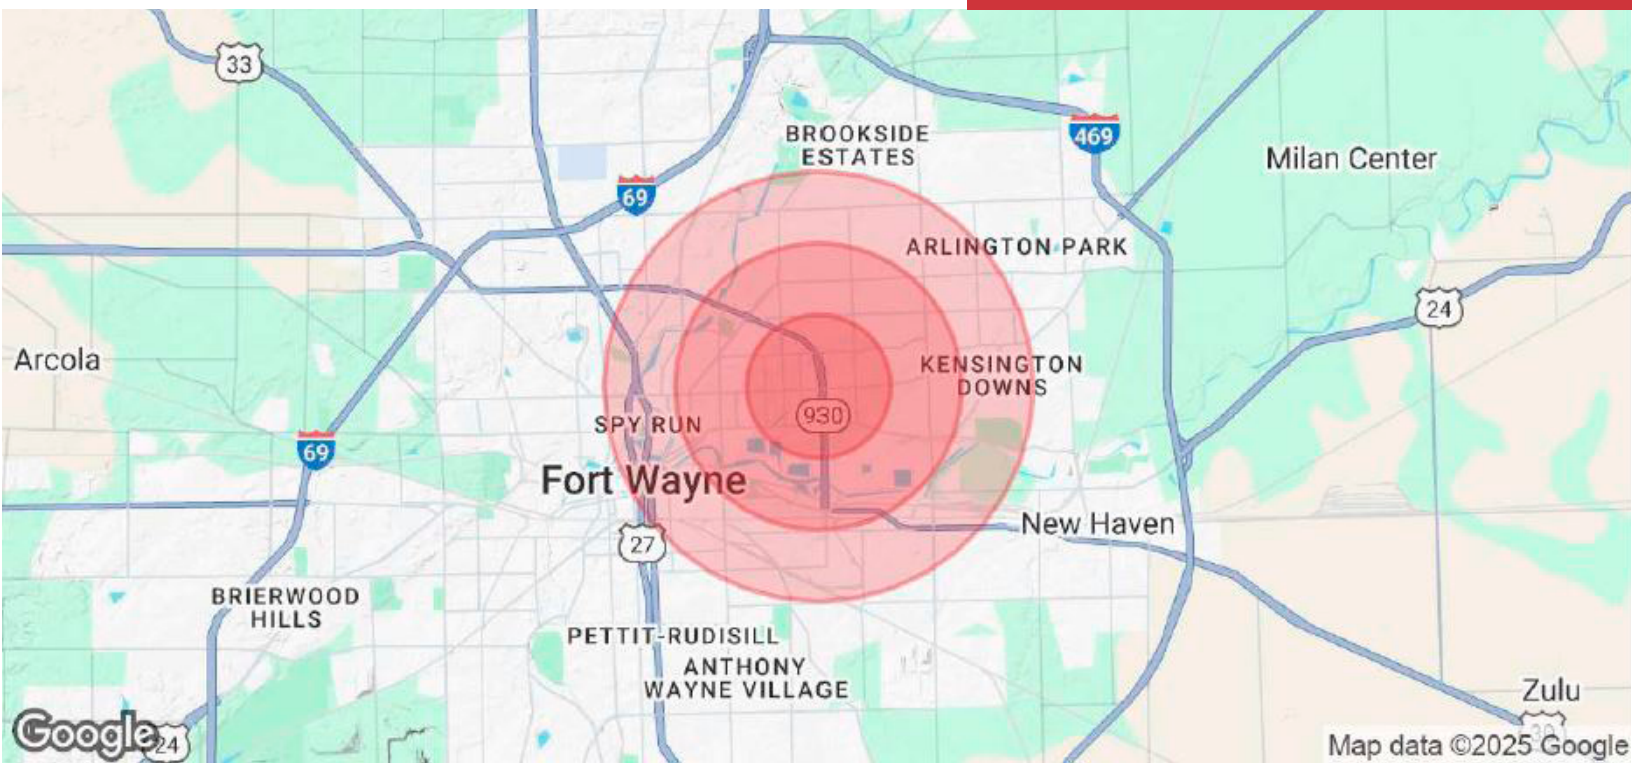 33
BROOKSIDE
ESTATES
469
Milan Center
69
ARLINGTON PARK
24
Arcola
KENSINGTON
DOWNS
930
SPY RUN
69
Fort Wayne
New Haven
27
BRIERWOOD
HILLS
PETTIT-RUDISILL
ANTHONY
WAYNE VILLAGE
Zulu
Google
24
30
Map data ©2025 Google